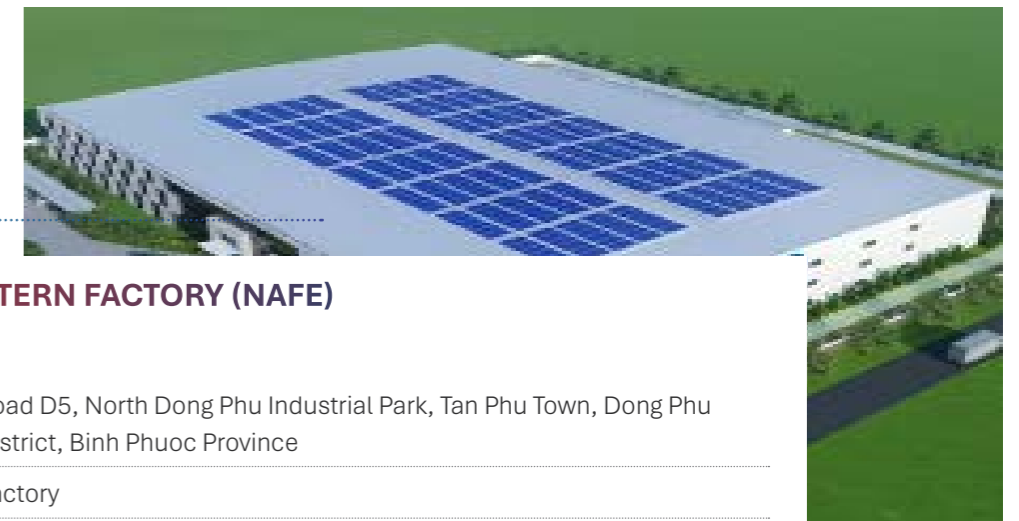 TERN FACTORY (NAFE)
oad D5, North Dong Phu Industrial Park, Tan Phu Town, Dong Phu
strict, Binh Phuoc Province
actory